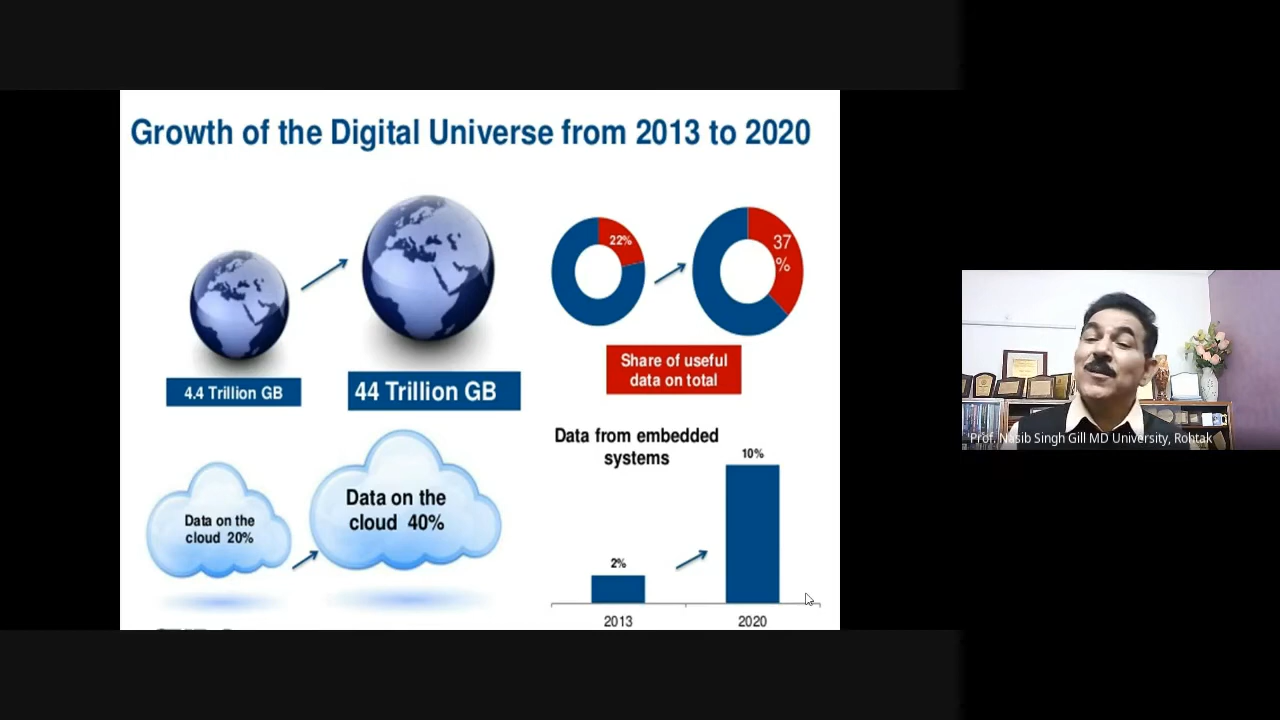 Growth of the Digital Universe from 2013 to 2020
4.4 Trillion GB
44 Trillion GB
22%
37
%
Share of useful
data on total
Data on the
cloud 20%
Data on the
cloud 40%
Data from embedded
systems
2%
10%
2013
2020
'Prof. Nasib Singh Gill MD University, Rohtak